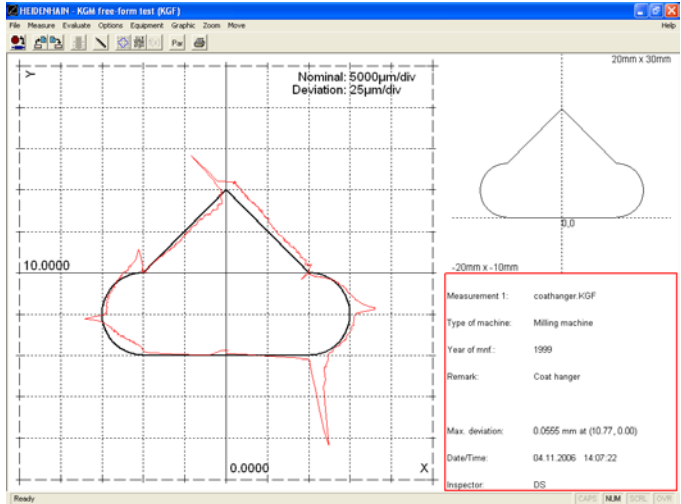 HEIDENHAIN - KGM free-form test (KGF)
File Measure Evaluate Options Equipment Graphic Zoom Move Help
Par
Y
Nominal: 5000µm/div
Deviation: 25µm/div
20mm x 30mm
0,0
10.0000
-20mm x -10mm
Measurement 1: coathanger.KGF
Type of machine: Milling machine
Year of mnf.: 1999
Remark: Coat hanger
Max. deviation: 0.0555 mm at (10.77, 0.00)
Date/Time: 04.11.2006 14:07:22
0.0000 X
Inspector: DS
Ready CAPS NUM SCRL OVR